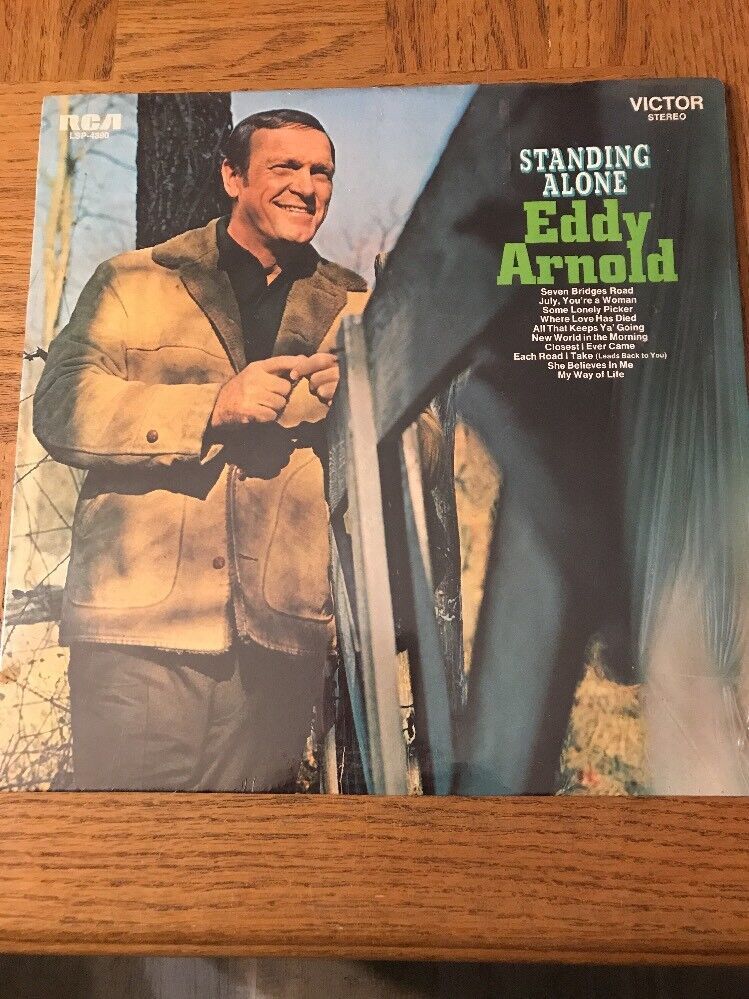 RCA
LSP-4390
VICTOR
STEREO
STANDING
ALONE
Eddy
Arnold
Seven Bridges Road
July, You're a Woman
Some Lonely Picker
Where Love Has Died
All That Keeps Ya' Going
New World in the Morning
Closest I Ever Came
Each Road I Take (Leads Back to You)
She Believes In Me
My Way of Life